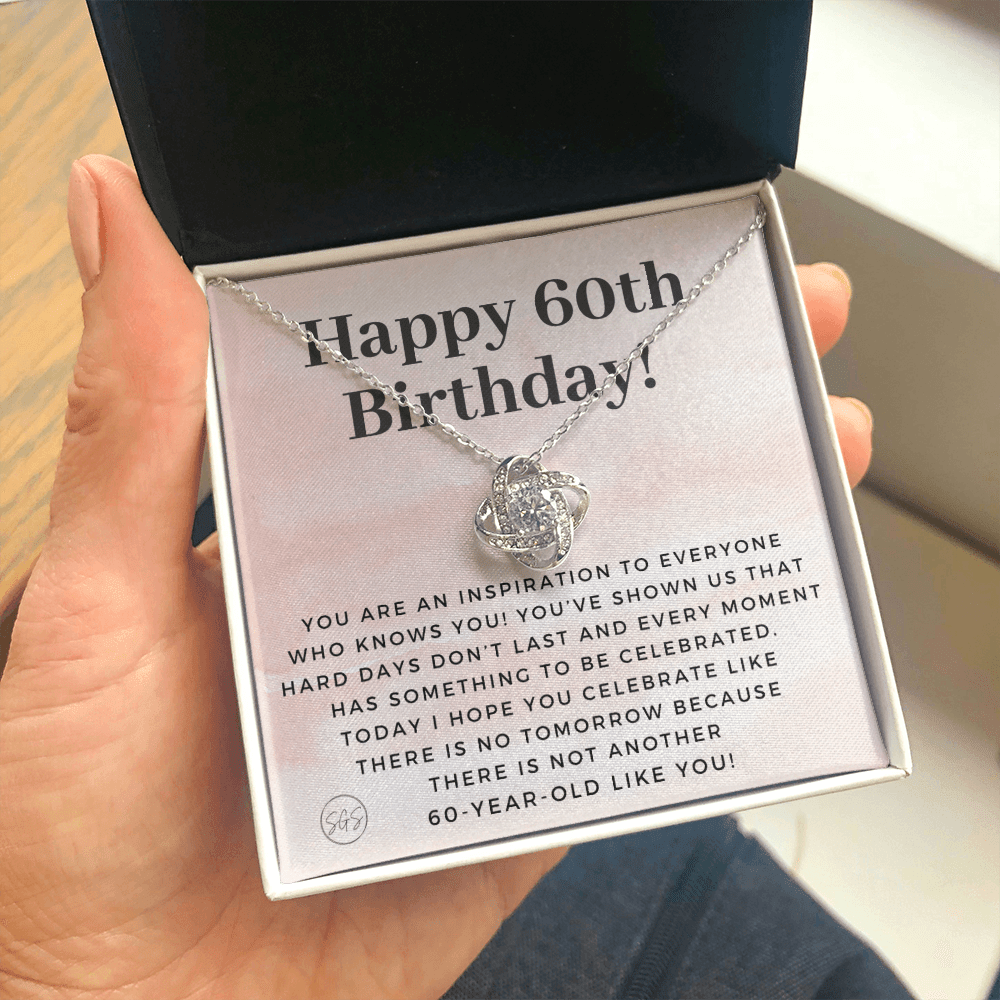 Happy 60th
Birthday!
YOU ARE AN INSPIRATION TO EVERYONE
WHO KNOWS YOU! YOU'VE SHOWN US THAT
HARD DAYS DON'T LAST AND EVERY MOMENT
HAS SOMETHING TO BE CELEBRATED.
TODAY I HOPE YOU CELEBRATE LIKE
THERE IS NO TOMORROW BECAUSE
THERE IS NOT ANOTHER
60-YEAR-OLD LIKE YOU!
SGS